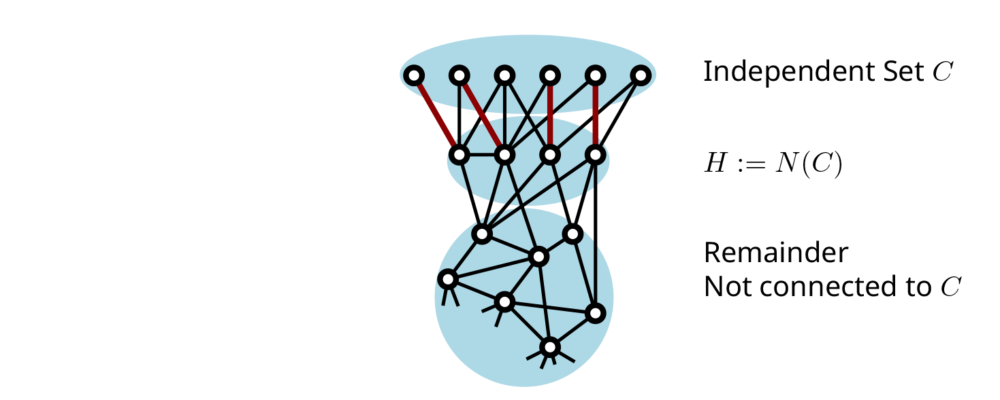 Independent Set C
H := N(C)
Remainder
Not connected to C